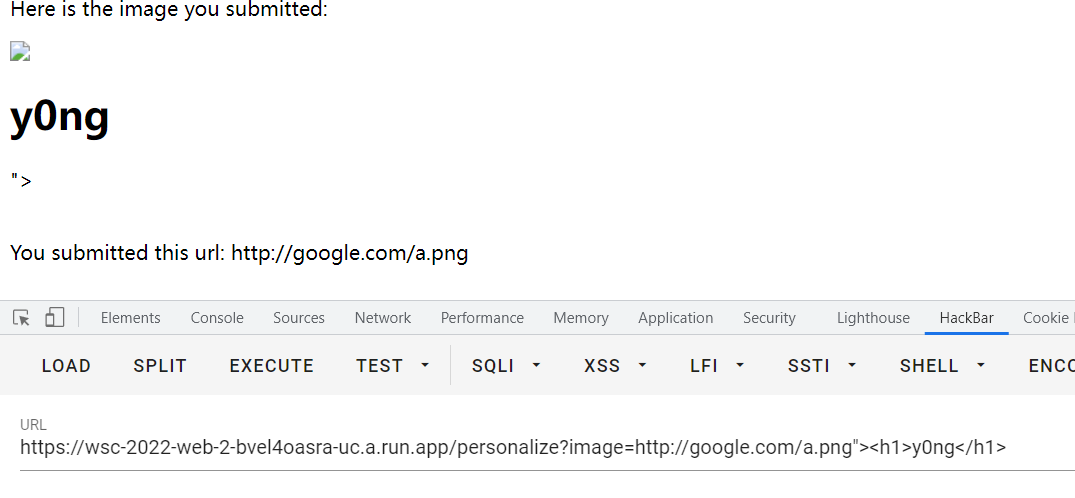 Here is the image you submitted:
y0ng
">
You submitted this url: http://google.com/a.png
Elements Console Sources Network Performance Memory Application Security Lighthouse HackBar Cookie
LOAD SPLIT EXECUTE TEST SQLI XSS LFI SSTI SHELL ENCO
URL
https://wsc-2022-web-2-bvel4oasra-uc.a.run.app/personalize?image=http://google.com/a.png"><h1>y0ng</h1>